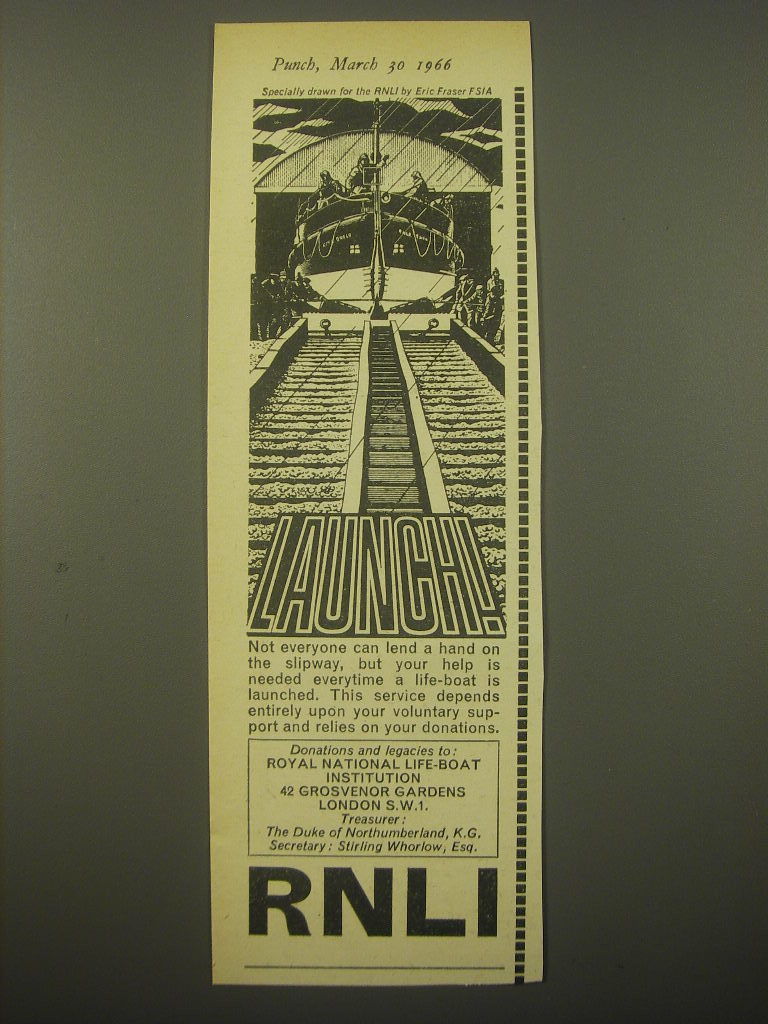 Punch, March 30 1966
Specially drawn for the RNLI by Eric Fraser FSIA
LAUNCH!
Not everyone can lend a hand on
the slipway, but your help is
needed everytime a life-boat is
launched. This service depends
entirely upon your voluntary sup-
port and relies on your donations.
Donations and legacies to:
ROYAL NATIONAL LIFE-BOAT
INSTITUTION
42 GROSVENOR GARDENS
LONDON S.W.1.
Treasurer:
The Duke of Northumberland, K.G.
Secretary: Stirling Whorlow, Esq.
RNLI